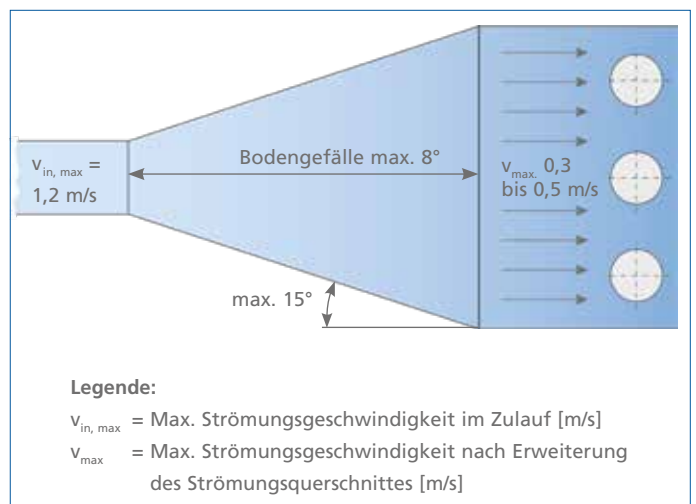 v_in, max =
1,2 m/s
Bodengefälle max. 8°
v_max. 0,3
bis 0,5 m/s
max. 15°
Legende:
v_in, max = Max. Strömungsgeschwindigkeit im Zulauf [m/s]
v_max = Max. Strömungsgeschwindigkeit nach Erweiterung
des Strömungsquerschnittes [m/s]